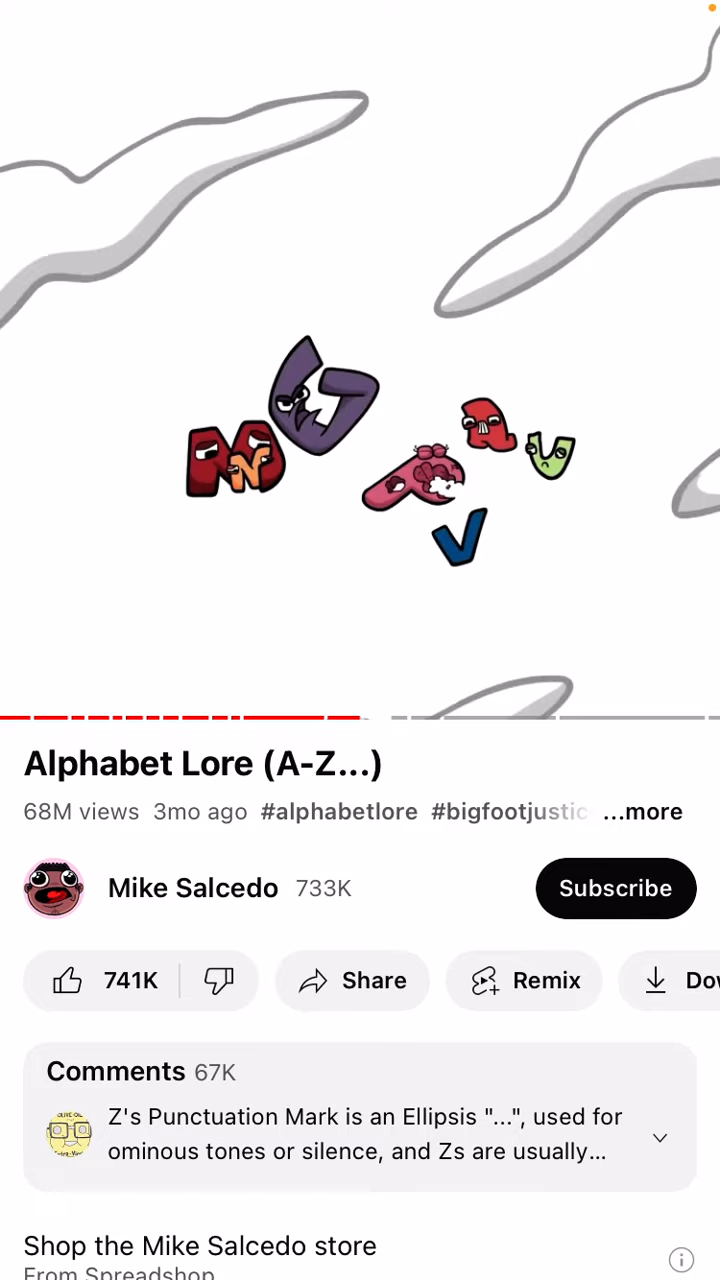 Alphabet Lore (A-Z...)
68M views 3mo ago #alphabetlore #bigfootjustic ...more
Mike Salcedo 733K
Subscribe
741K
Share
Remix
Dow
Comments 67K
Z's Punctuation Mark is an Ellipsis "...", used for
ominous tones or silence, and Zs are usually...
Shop the Mike Salcedo store
From Spreadshop